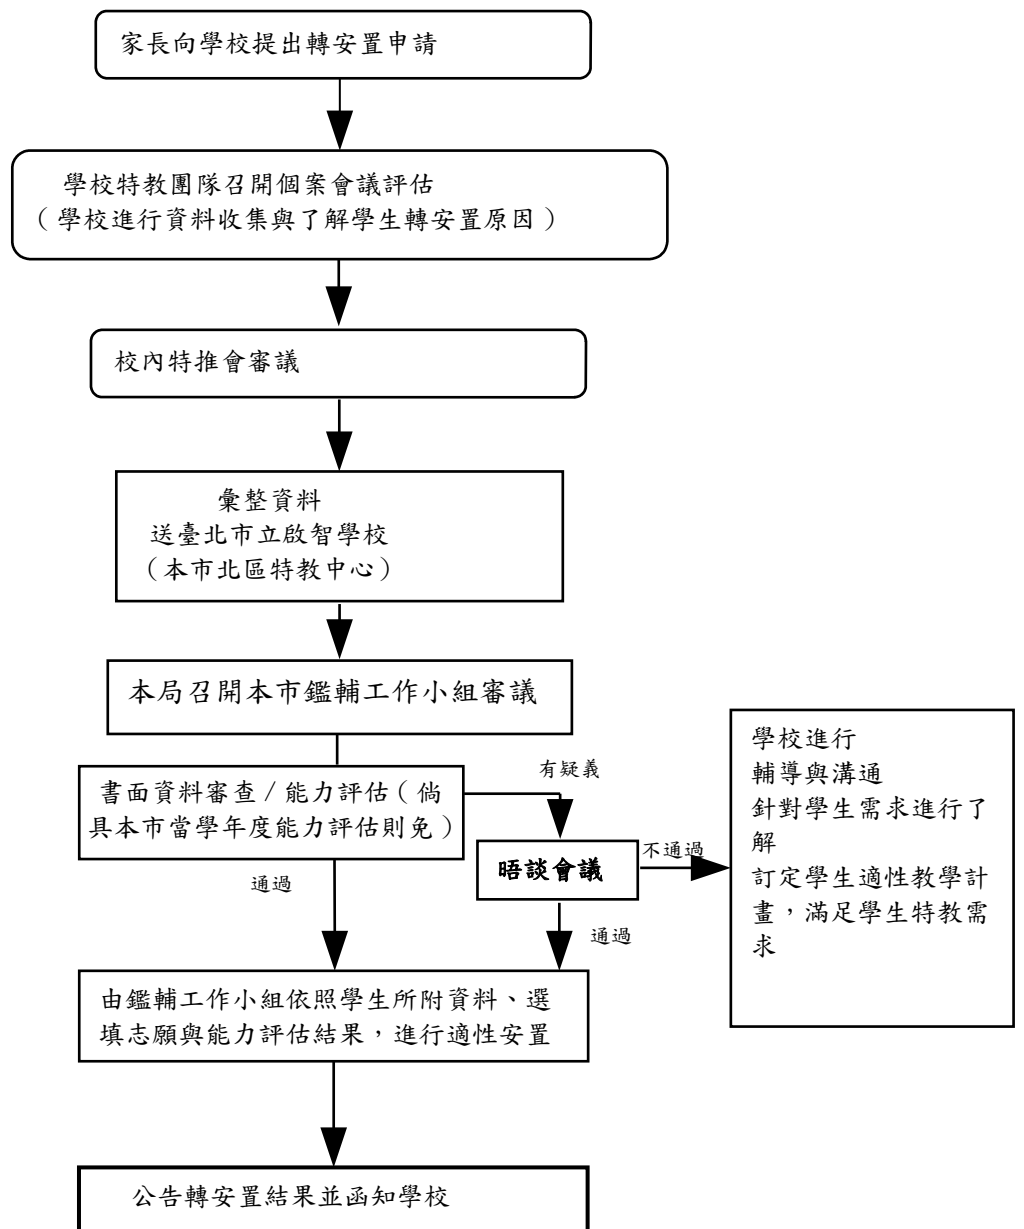 家長向學校提出轉安置申請
學校特教團隊召開個案會議評估
（學校進行資料收集與了解學生轉安置原因）
校內特推會審議
彙整資料
送臺北市立啟智學校
（本市北區特教中心）
本局召開本市鑑輔工作小組審議
書面資料審查／能力評估（倘
具本市當學年度能力評估則免）
有疑義
晤談會議
不通過
學校進行
輔導與溝通
針對學生需求進行了
解
訂定學生適性教學計
畫，滿足學生特教需
求
通過
通過
由鑑輔工作小組依照學生所附資料、選
填志願與能力評估結果，進行適性安置
公告轉安置結果並函知學校